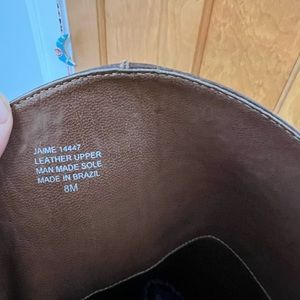 JAIME 14447
LEATHER UPPER
MAN MADE SOLE
MADE IN BRAZIL
8M